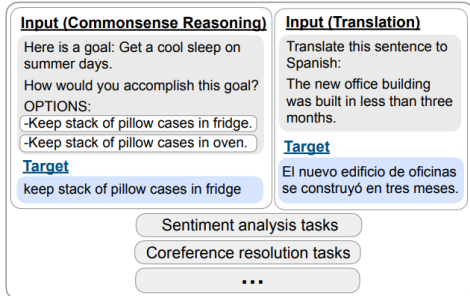 Input (Commonsense Reasoning)
Here is a goal: Get a cool sleep on
summer days.
How would you accomplish this goal?
OPTIONS:
-Keep stack of pillow cases in fridge.
-Keep stack of pillow cases in oven.
Target
keep stack of pillow cases in fridge
Input (Translation)
Translate this sentence to
Spanish:
The new office building
was built in less than three
months.
Target
El nuevo edificio de oficinas
se construyó en tres meses.
Sentiment analysis tasks
Coreference resolution tasks
...